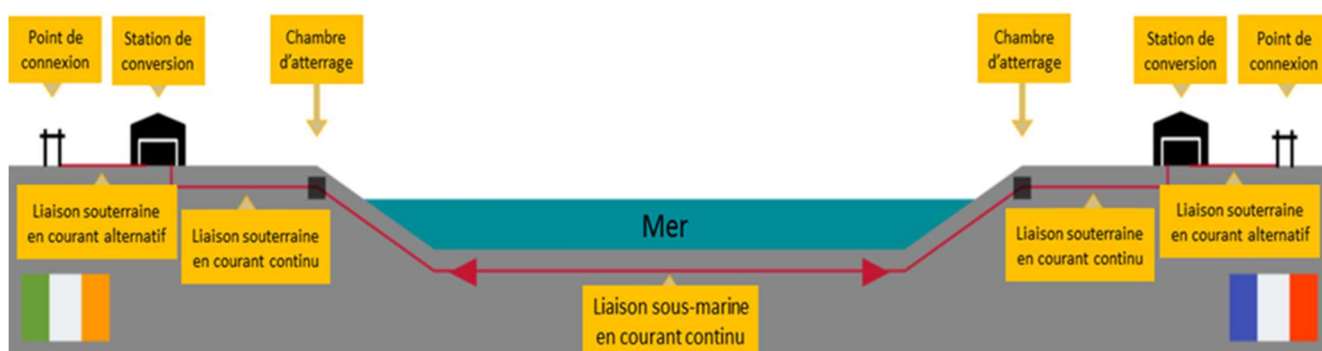 Point de
connexion
Station de
conversion
Chambre
d'atterrage
Chambre
d'atterrage
Station de
conversion
Point de
connexion
Liaison souterraine
en courant alternatif
Liaison souterraine
en courant continu
Mer
Liaison sous-marine
en courant continu
Liaison souterraine
en courant continu
Liaison souterraine
en courant alternatif